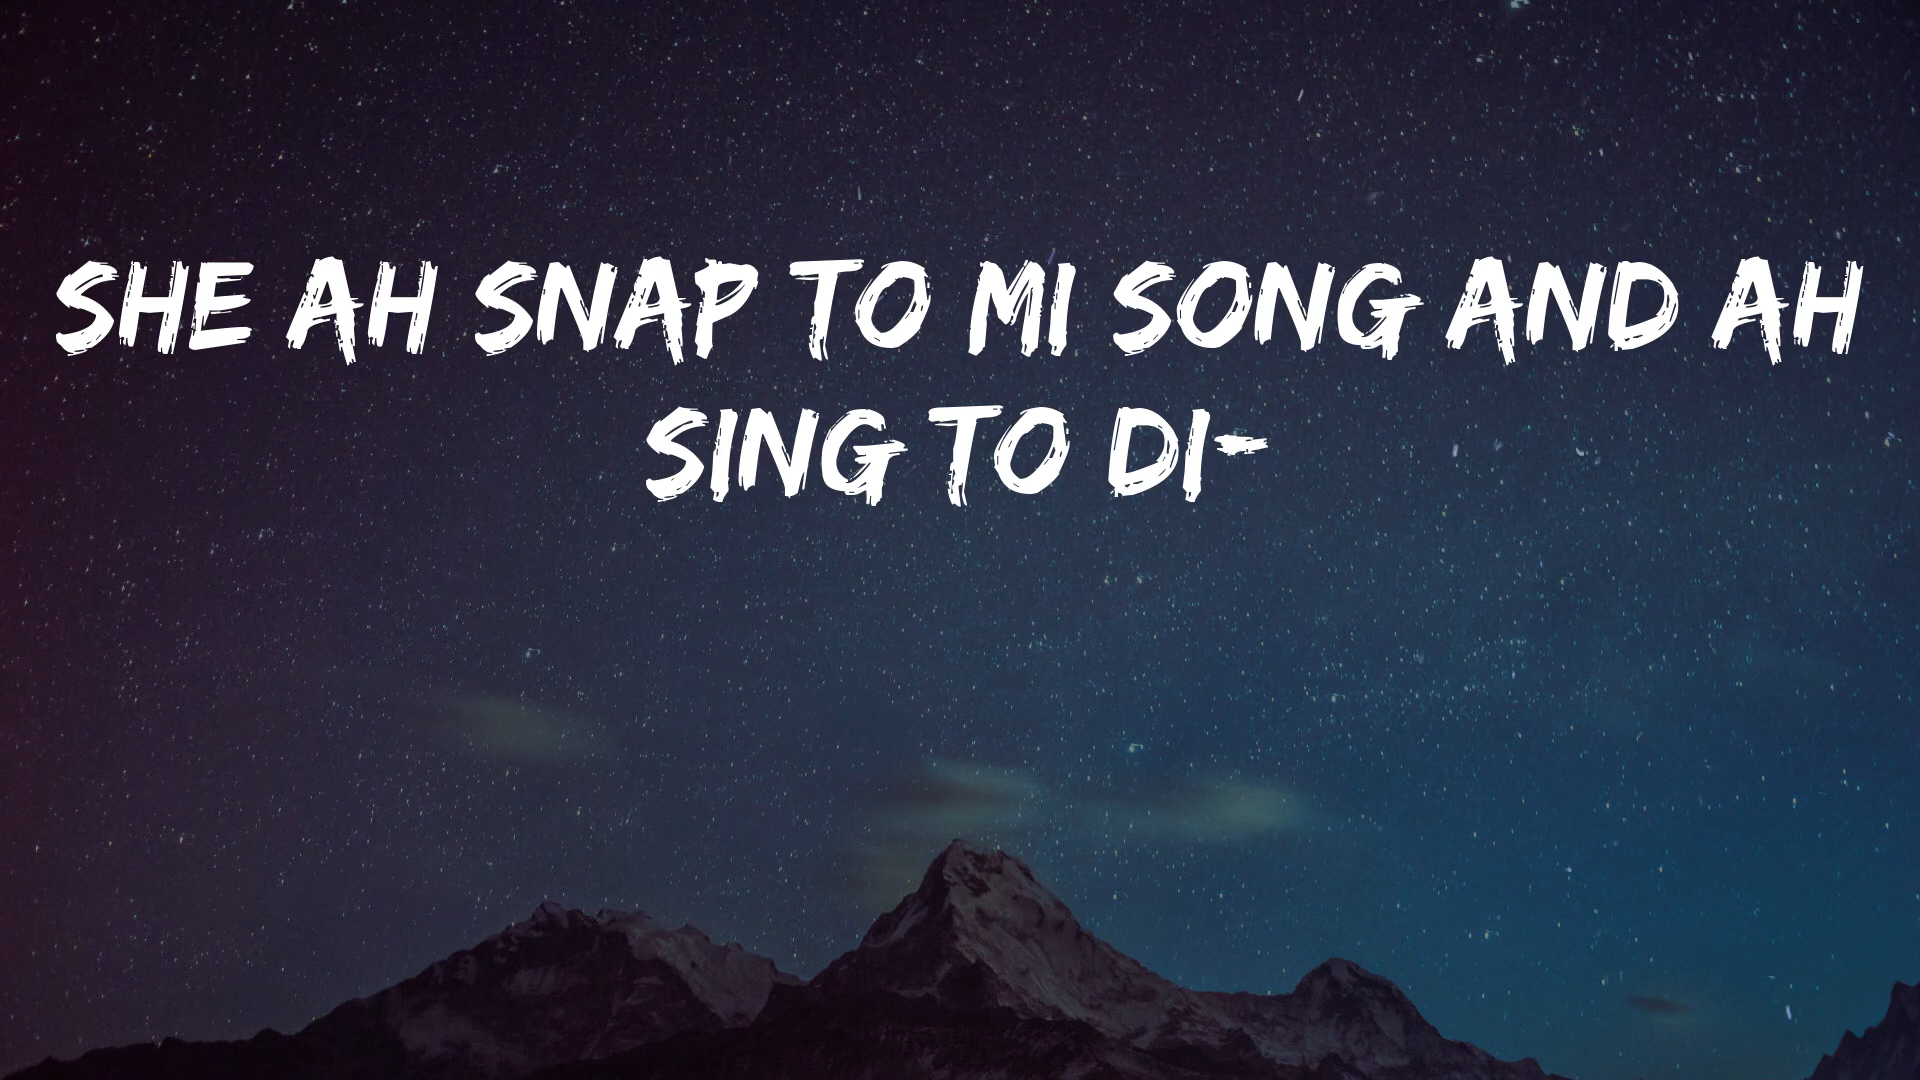 SHE AH SNAP TO MI SONG AND AH
SING TO DI-